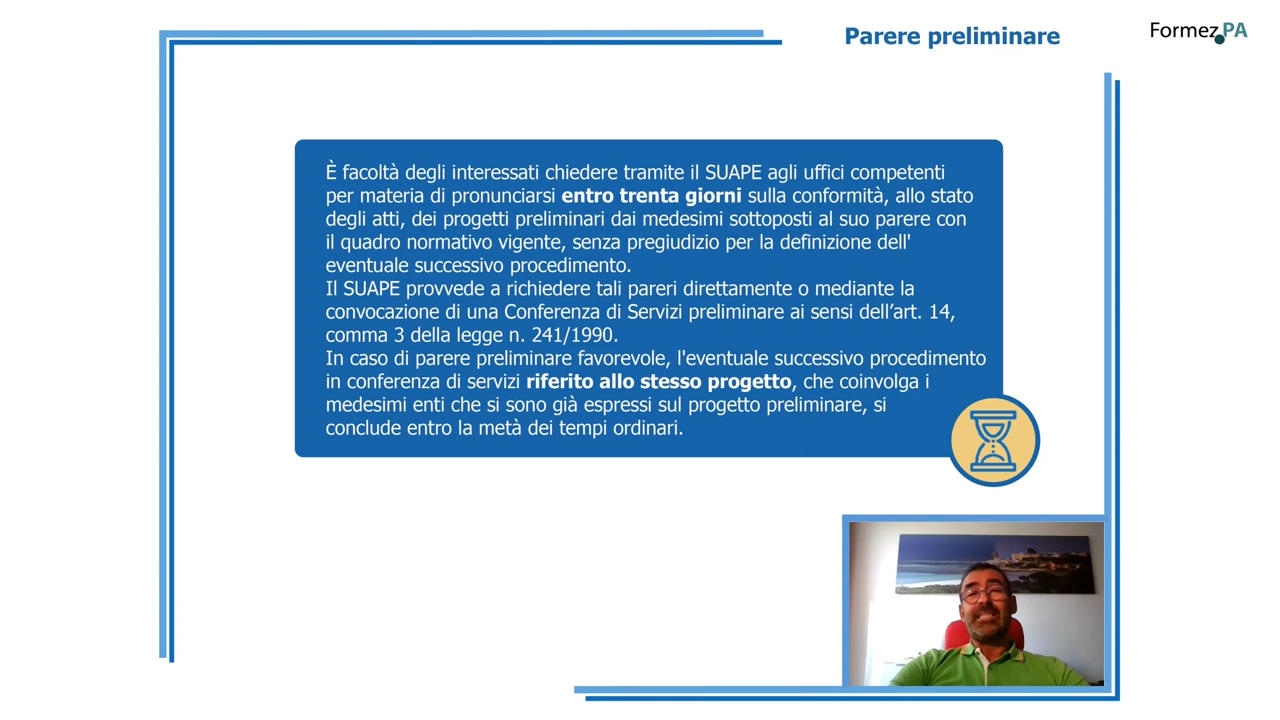 Parere preliminare
Formez PA
È facoltà degli interessati chiedere tramite il SUAPE agli uffici competenti
per materia di pronunciarsi entro trenta giorni sulla conformità, allo stato
degli atti, dei progetti preliminari dai medesimi sottoposti al suo parere con
il quadro normativo vigente, senza pregiudizio per la definizione dell'
eventuale successivo procedimento.
Il SUAPE provvede a richiedere tali pareri direttamente o mediante la
convocazione di una Conferenza di Servizi preliminare ai sensi dell’art. 14,
comma 3 della legge n. 241/1990.
In caso di parere preliminare favorevole, l'eventuale successivo procedimento
in conferenza di servizi riferito allo stesso progetto, che coinvolga i
medesimi enti che si sono già espressi sul progetto preliminare, si
conclude entro la metà dei tempi ordinari.